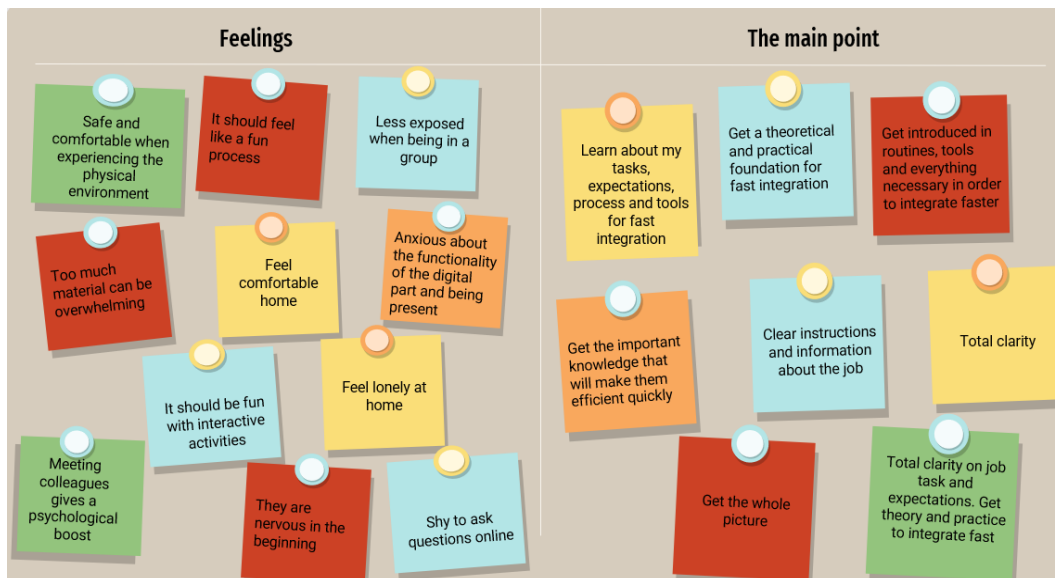 Feelings
Safe and
comfortable when
experiencing the
physical
environment
It should feel
like a fun
process
Less exposed
when being in a
group
Too much
material can be
overwhelming
Feel
comfortable
home
Anxious about
the functionality
of the digital
part and being
present
It should be fun
with interactive
activities
Feel lonely at
home
Meeting
colleagues
gives a
psychological
boost
They are
nervous in the
beginning
Shy to ask
questions online
The main point
Learn about my
tasks,
expectations,
process and tools
for fast
integration
Get a theoretical
and practical
foundation for
fast integration
Get introduced in
routines, tools
and everything
necessary in order
to integrate faster
Get the important
knowledge that
will make them
efficient quickly
Clear instructions
and information
about the job
Total clarity
Get the whole
picture
Total clarity on job
task and
expectations. Get
theory and practice
to integrate fast